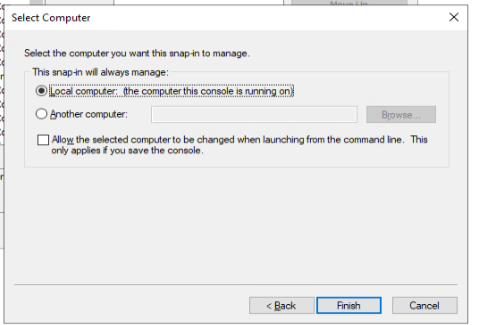 Move Up
Select Computer
Select the computer you want this snap-in to manage.
This snap-in will always manage:
Local computer: (the computer this console is running on)
Another computer:
Browse...
Allow the selected computer to be changed when launching from the command line. This
only applies if you save the console.
< Back
Finish
Cancel